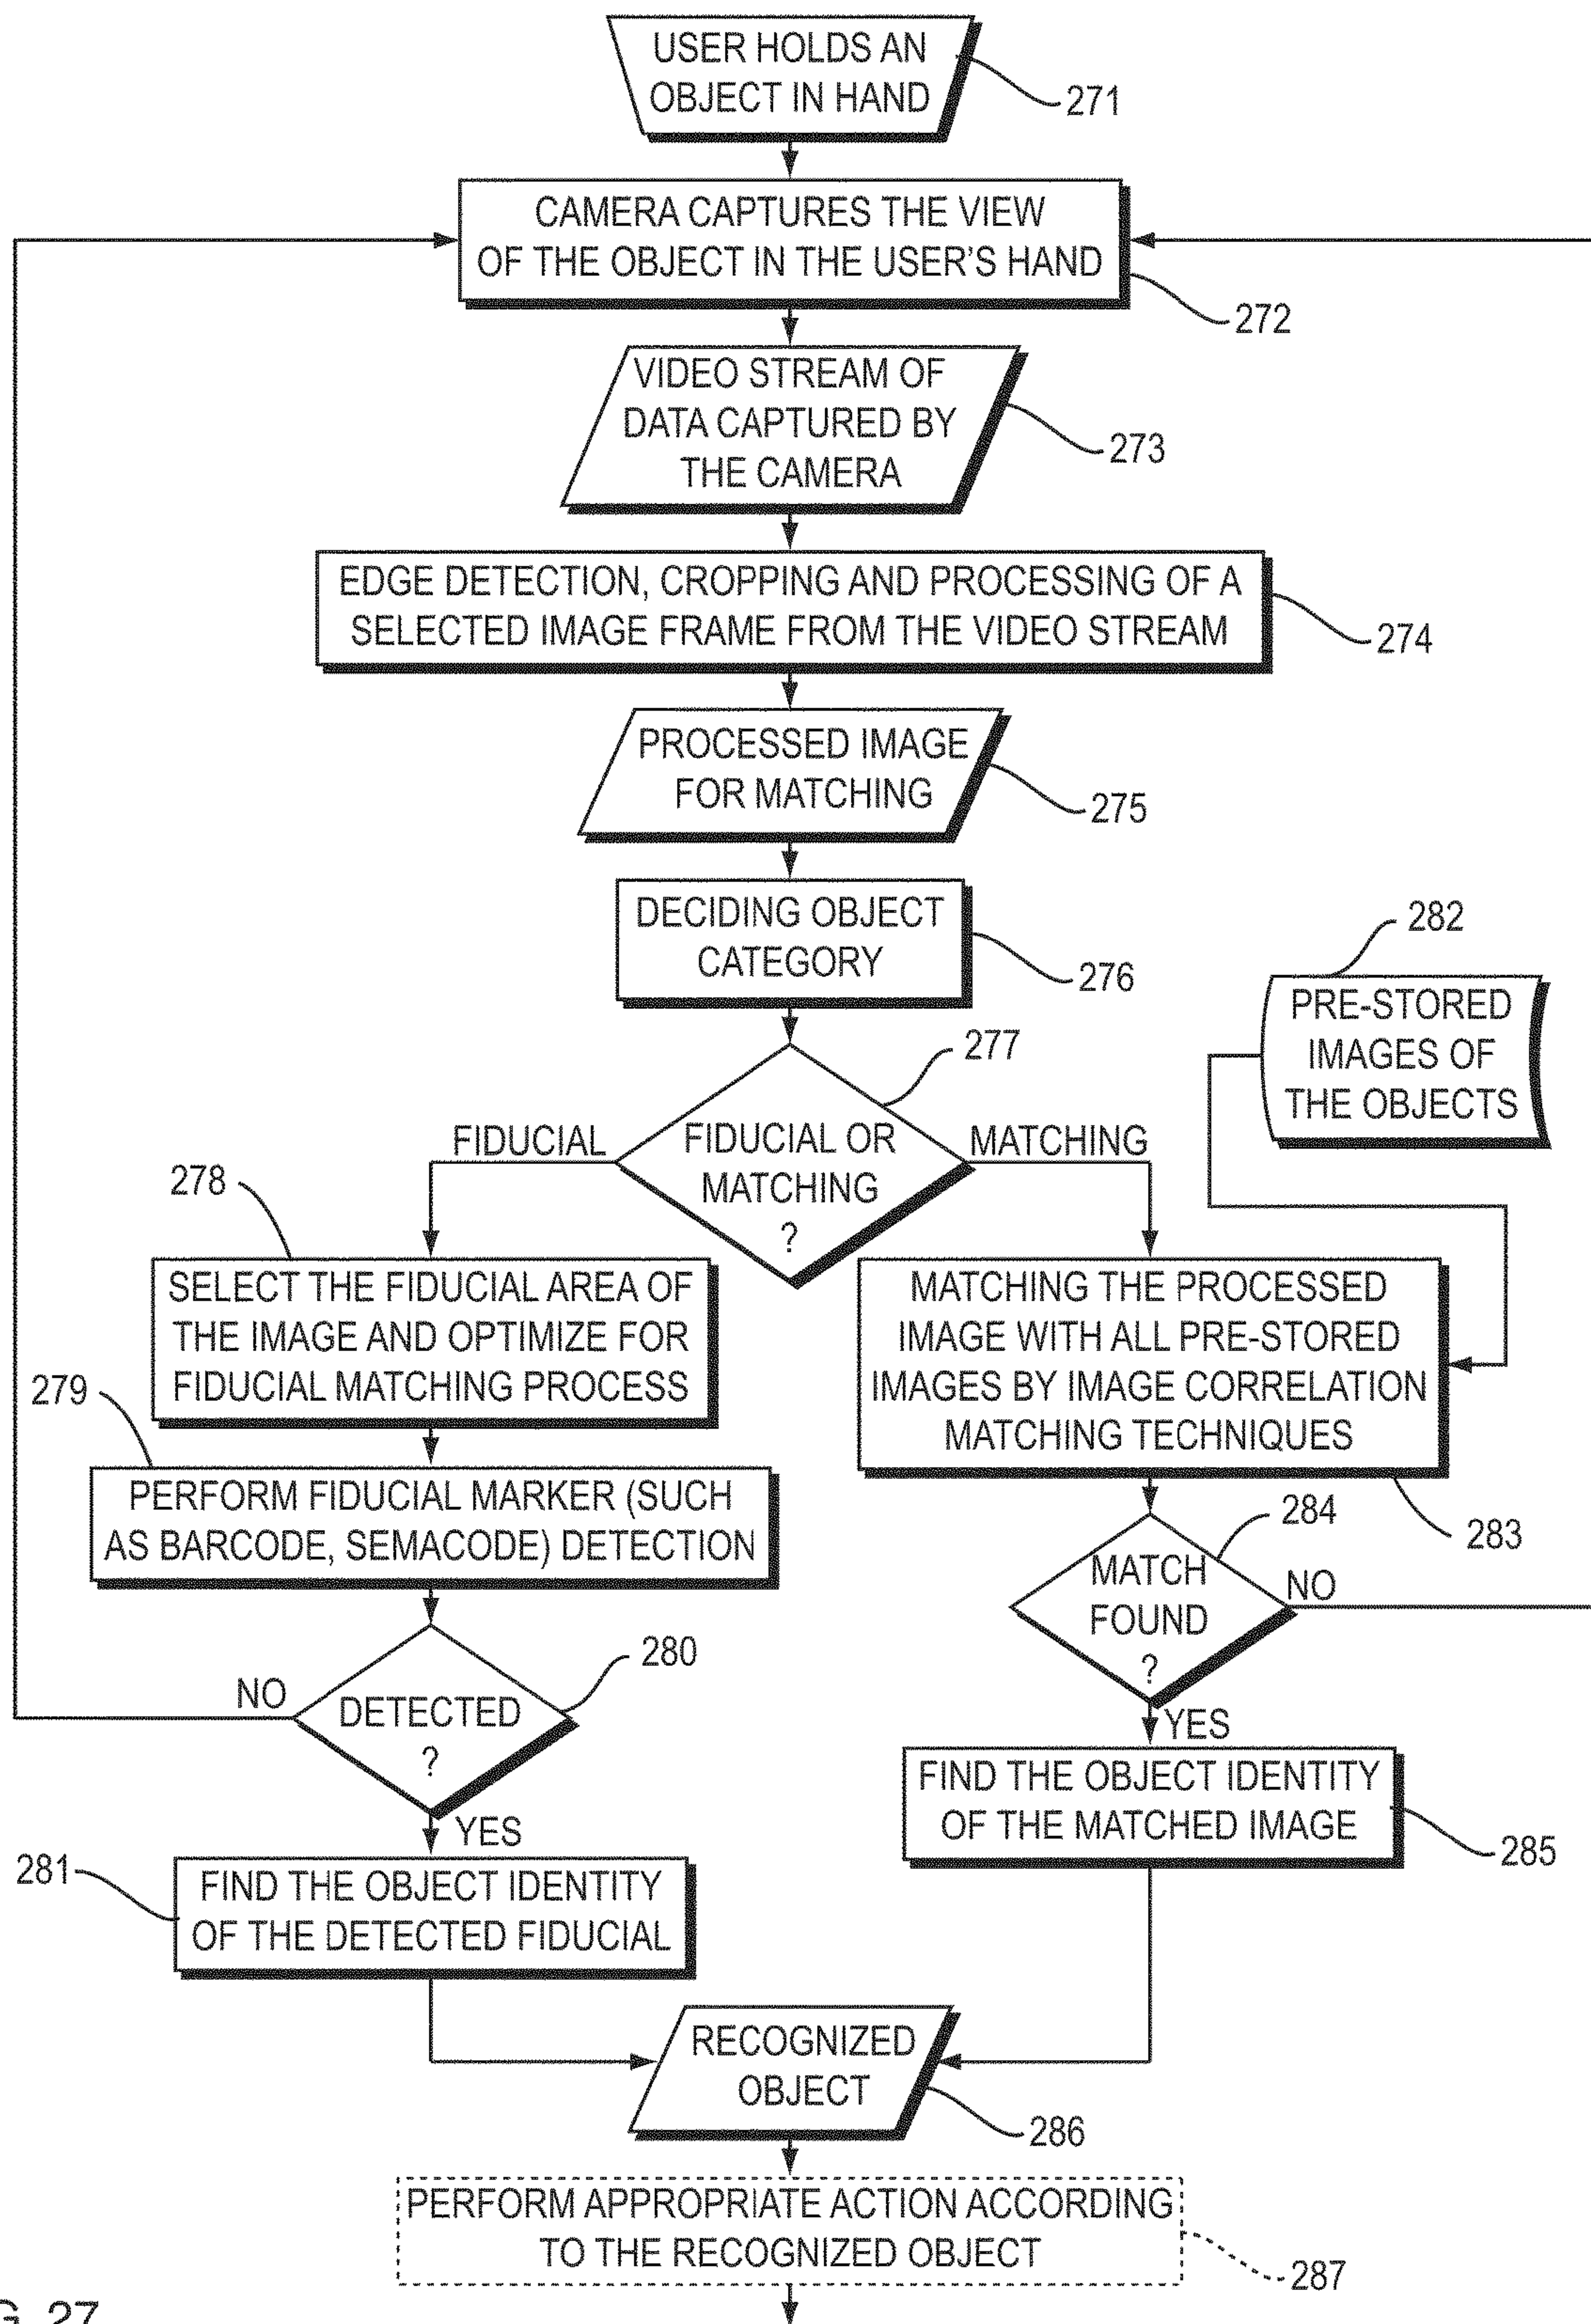 USER HOLDS AN
OBJECT IN HAND
271
CAMERA CAPTURES THE VIEW
OF THE OBJECT IN THE USER'S HAND
272
VIDEO STREAM OF
DATA CAPTURED BY
THE CAMERA
273
EDGE DETECTION, CROPPING AND PROCESSING OF A
SELECTED IMAGE FRAME FROM THE VIDEO STREAM
274
PROCESSED IMAGE
FOR MATCHING
275
DECIDING OBJECT
CATEGORY
276
282
PRE-STORED
IMAGES OF
THE OBJECTS
277
FIDUCIAL
FIDUCIAL OR
MATCHING
?
MATCHING
278
SELECT THE FIDUCIAL AREA OF
THE IMAGE AND OPTIMIZE FOR
FIDUCIAL MATCHING PROCESS
MATCHING THE PROCESSED
IMAGE WITH ALL PRE-STORED
IMAGES BY IMAGE CORRELATION
MATCHING TECHNIQUES
283
279
PERFORM FIDUCIAL MARKER (SUCH
AS BARCODE, SEMACODE) DETECTION
284
MATCH
FOUND
?
NO
YES
280
DETECTED
?
NO
YES
FIND THE OBJECT IDENTITY
OF THE MATCHED IMAGE
285
281
FIND THE OBJECT IDENTITY
OF THE DETECTED FIDUCIAL
RECOGNIZED
OBJECT
286
PERFORM APPROPRIATE ACTION ACCORDING
TO THE RECOGNIZED OBJECT
287
G. 27